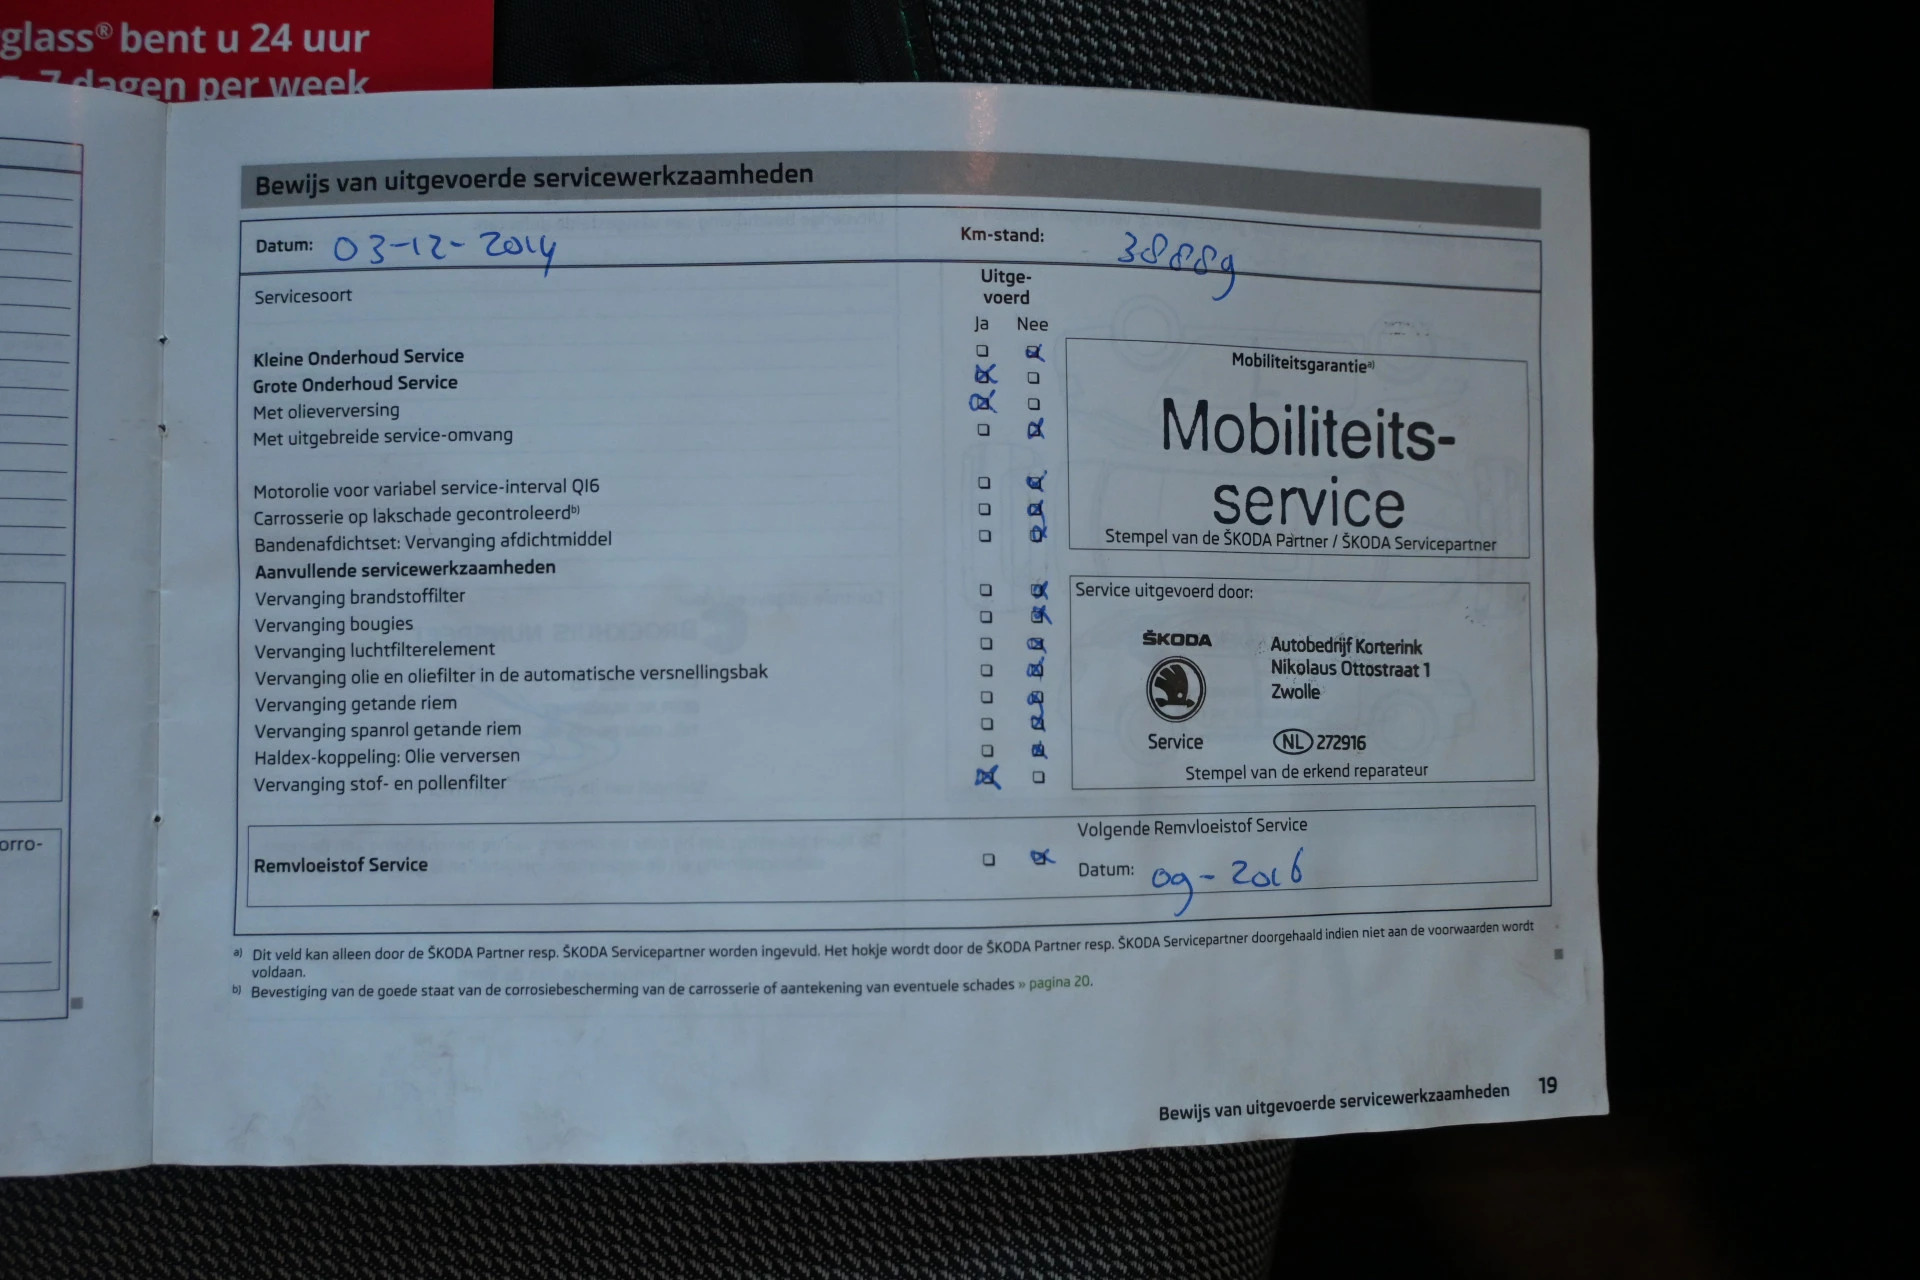 glass® bent u 24 uur
7 dagen per week
Bewijs van uitgevoerde servicewerkzaamheden
Datum: 03-12-2014
Km-stand: 38889
Servicesoort
Uitge-
voerd
Ja Nee
Kleine Onderhoud Service
Grote Onderhoud Service
Met olieverversing
Met uitgebreide service-omvang
Motorolie voor variabel service-interval QI6
Carrosserie op lakschade gecontroleerd b)
Bandenafdichtset: Vervanging afdichtmiddel
Aanvullende servicewerkzaamheden
Vervanging brandstoffilter
Vervanging bougies
Vervanging luchtfilterelement
Vervanging olie en oliefilter in de automatische versnellingsbak
Vervanging getande riem
Vervanging spanrol getande riem
Haldex-koppeling: Olie verversen
Vervanging stof- en pollenfilter
Mobiliteitsgarantie a)
Mobiliteits-
service
Stempel van de ŠKODA Partner / ŠKODA Servicepartner
Service uitgevoerd door:
ŠKODA
Service
Autobedrijf Korterink
Nikolaus Ottostraat 1
Zwolle
NL 272916
Stempel van de erkend reparateur
Remvloeistof Service
Volgende Remvloeistof Service
Datum: 09-2016
a) Dit veld kan alleen door de ŠKODA Partner resp. ŠKODA Servicepartner worden ingevuld. Het hokje wordt door de ŠKODA Partner resp. ŠKODA Servicepartner doorgehaald indien niet aan de voorwaarden wordt
voldaan.
b) Bevestiging van de goede staat van de corrosiebescherming van de carrosserie of aantekening van eventuele schades » pagina 20.
Bewijs van uitgevoerde servicewerkzaamheden 19
orro-